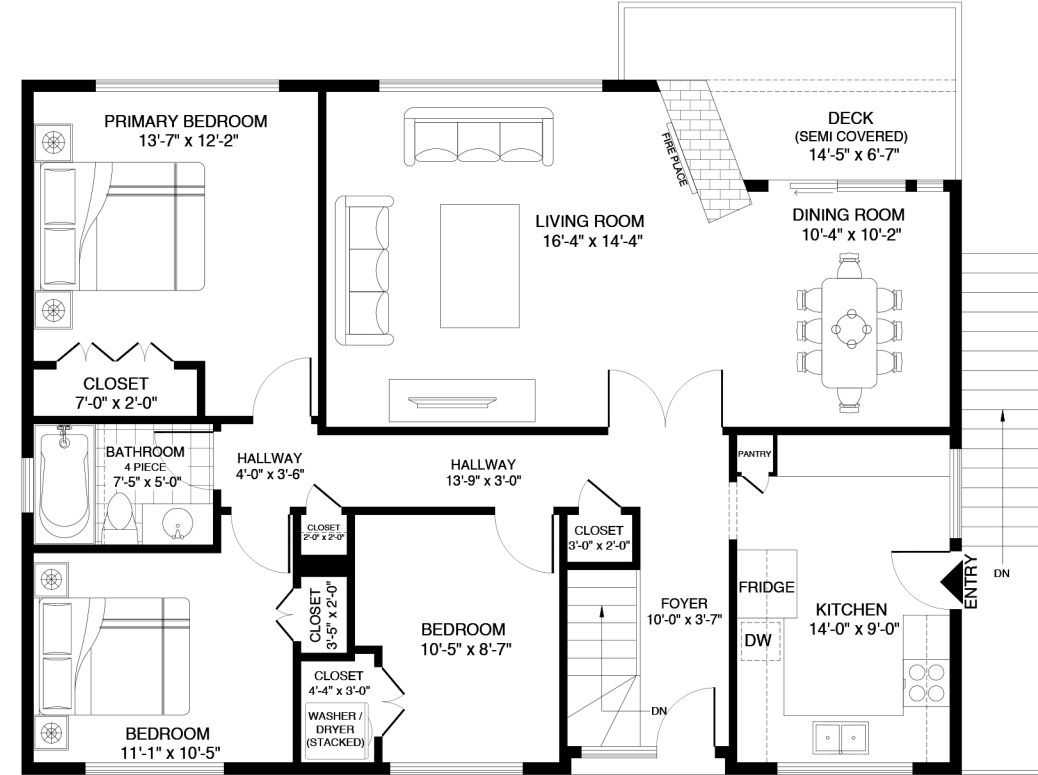 PRIMARY BEDROOM
13'-7" x 12'-2"
FIRE PLACE
DECK
(SEMI COVERED)
14'-5" x 6'-7"
LIVING ROOM
16'-4" x 14'-4"
DINING ROOM
10'-4" x 10'-2"
CLOSET
7'-0" x 2'-0"
BATHROOM
4 PIECE
7'-5" x 5'-0"
HALLWAY
4'-0" x 3'-6"
HALLWAY
13'-9" x 3'-0"
PANTRY
CLOSET
2'-0" x 2'-0"
CLOSET
3'-0" x 2'-0"
DN
ENTRY
FRIDGE
DW
KITCHEN
14'-0" x 9'-0"
FOYER
10'-0" x 3'-7"
CLOSET
3'-5" x 2'-0"
BEDROOM
10'-5" x 8'-7"
CLOSET
4'-4" x 3'-0"
WASHER /
DRYER
(STACKED)
DN
BEDROOM
11'-1" x 10'-5"